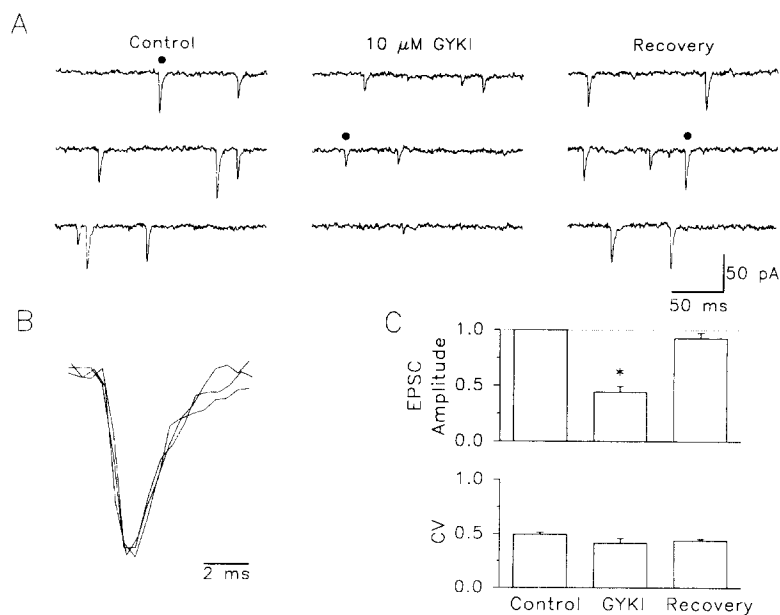 A
Control
10 μM GYKI
Recovery
50 pA
50 ms
B
2 ms
C
EPSC
Amplitude
1.0
0.5
0.0
*
CV
1.0
0.5
0.0
Control
GYKI
Recovery